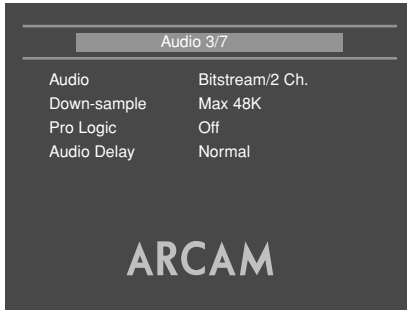 Audio 3/7
Audio Bitstream/2 Ch.
Down-sample Max 48K
Pro Logic Off
Audio Delay Normal
ARCAM